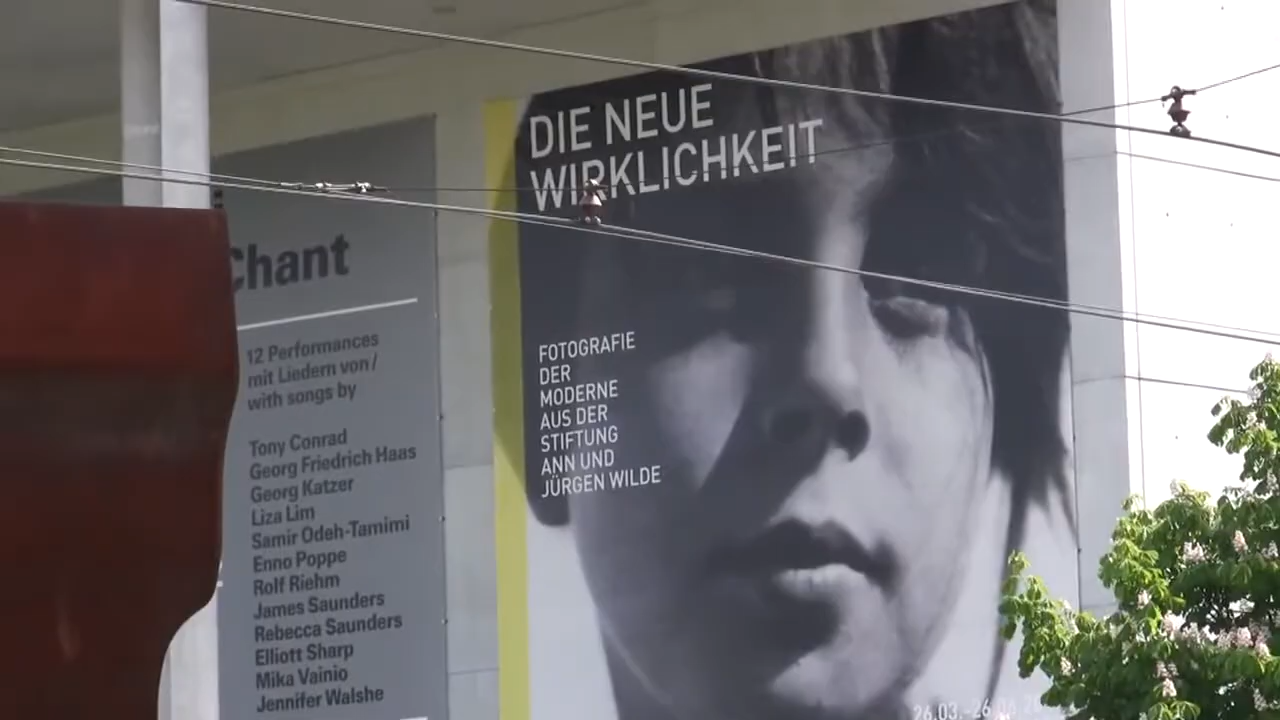 Chant
12 Performances
mit Liedern von /
with songs by
Tony Conrad
Georg Friedrich Haas
Georg Katzer
Liza Lim
Samir Odeh-Tamimi
Enno Poppe
Rolf Riehm
James Saunders
Rebecca Saunders
Elliott Sharp
Mika Vainio
Jennifer Walshe
DIE NEUE
WIRKLICHKEIT
FOTOGRAFIE
DER
MODERNE
AUS DER
STIFTUNG
ANN UND
JÜRGEN WILDE